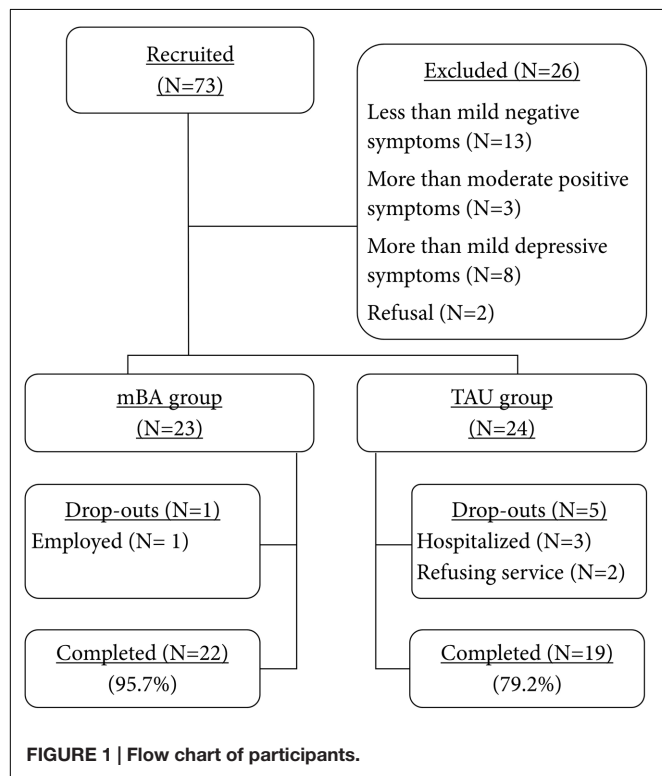 Recruited
(N=73)
Excluded (N=26)
Less than mild negative
symptoms (N=13)
More than moderate positive
symptoms (N=3)
More than mild depressive
symptoms (N=8)
Refusal (N=2)
mBA group
(N=23)
TAU group
(N=24)
Drop-outs (N=1)
Employed (N= 1)
Drop-outs (N=5)
Hospitalized (N=3)
Refusing service (N=2)
Completed (N=22)
(95.7%)
Completed (N=19)
(79.2%)
FIGURE 1 | Flow chart of participants.